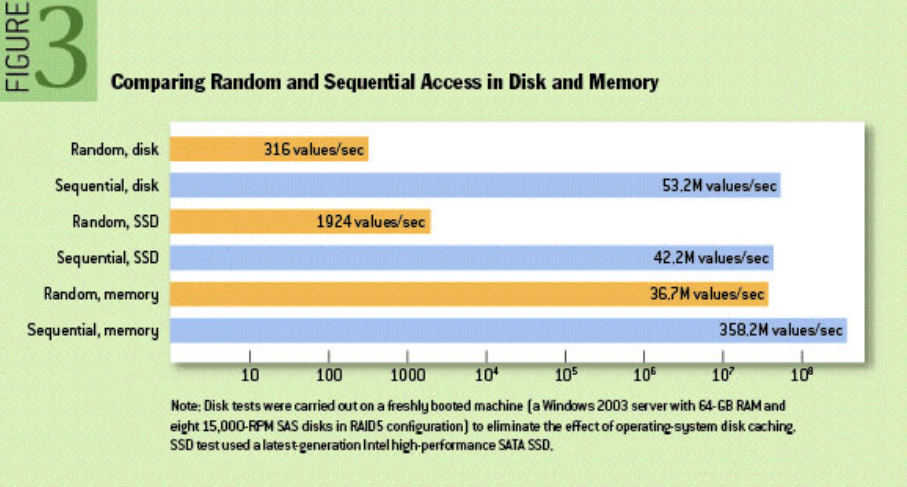 FIGURE 3
Comparing Random and Sequential Access in Disk and Memory
Random, disk 316 values/sec
Sequential, disk 53.2M values/sec
Random, SSD 1924 values/sec
Sequential, SSD 42.2M values/sec
Random, memory 36.7M values/sec
Sequential, memory 358.2M values/sec
10 100 1000 10⁴ 10⁵ 10⁶ 10⁷ 10⁸
Note: Disk tests were carried out on a freshly booted machine (a Windows 2003 server with 64-GB RAM and
eight 15,000-RPM SAS disks in RAID5 configuration) to eliminate the effect of operating-system disk caching.
SSD test used a latest-generation Intel high-performance SATA SSD.